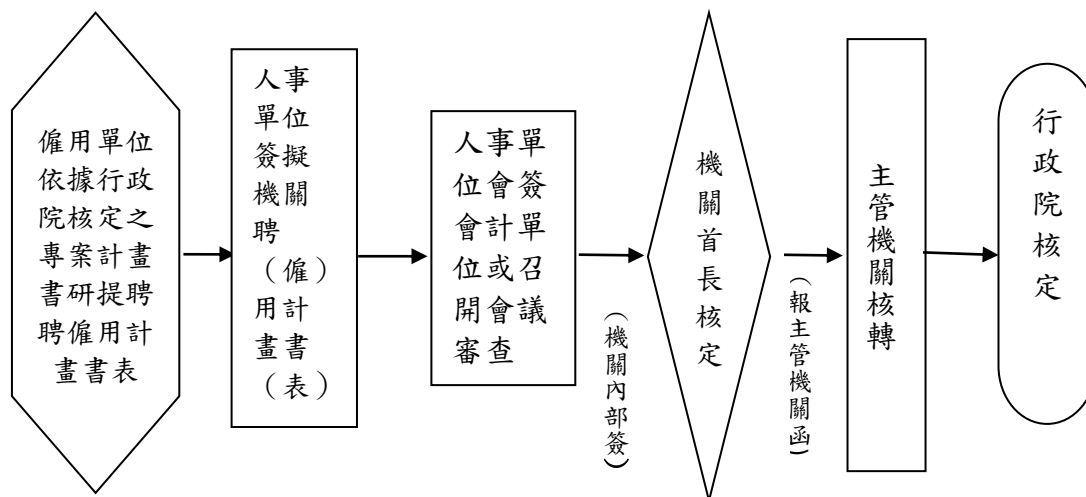 僱用單位
依據行政
院核定之
專案計畫
書研提聘
聘僱用計
畫書表
人事
單位
簽擬
機關
聘
（僱）
用計
畫書
（表）
人事單
位會簽
會計單
位或召
開會議
審查
（機關內部簽）
機關首長核定
（報主管機關函）
主管機關核轉
行政院核定